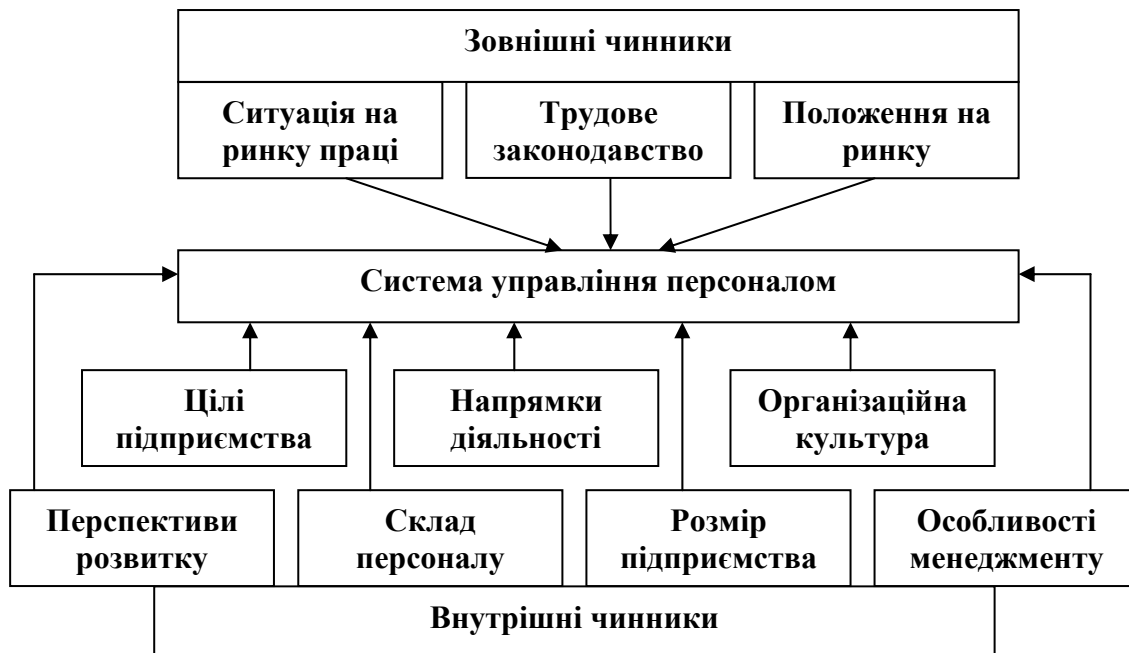 Зовнішні чинники
Ситуація на
ринку праці
Трудове
законодавство
Положення на
ринку
Система управління персоналом
Цілі
підприємства
Напрямки
діяльності
Організаційна
культура
Перспективи
розвитку
Склад
персоналу
Розмір
підприємства
Особливості
менеджменту
Внутрішні чинники